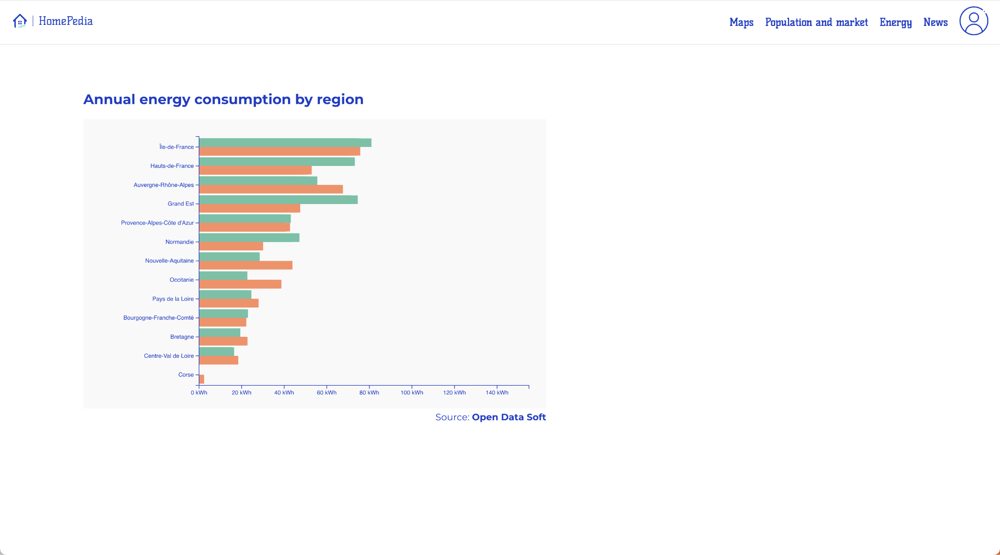 HomePedia
Maps Population and market Energy News
Annual energy consumption by region
Île-de-France
Hauts-de-France
Auvergne-Rhône-Alpes
Grand Est
Provence-Alpes-Côte d'Azur
Normandie
Nouvelle-Aquitaine
Occitanie
Pays de la Loire
Bourgogne-Franche-Comté
Bretagne
Centre-Val de Loire
Corse
0 kWh 20 kWh 40 kWh 60 kWh 80 kWh 100 kWh 120 kWh 140 kWh
Source: Open Data Soft